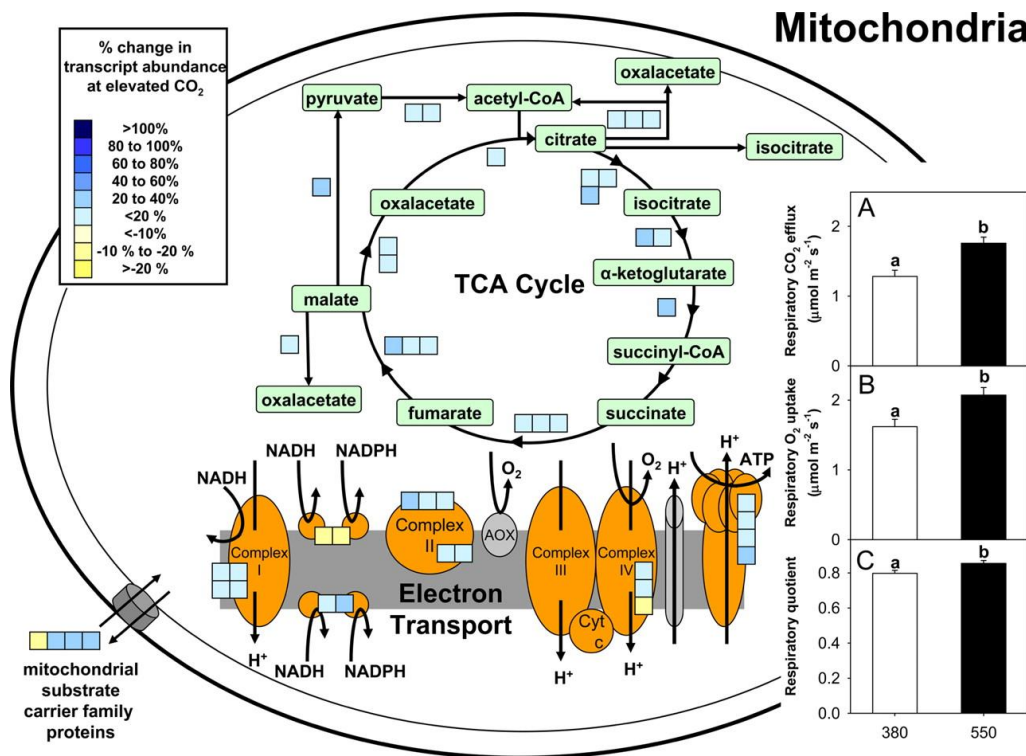 Mitochondria
% change in
transcript abundance
at elevated CO₂
>100%
80 to 100%
60 to 80%
40 to 60%
20 to 40%
<20 %
<-10%
-10 % to -20 %
>-20 %
oxalacetate
pyruvate
acetyl-CoA
citrate
isocitrate
oxalacetate
isocitrate
TCA Cycle
α-ketoglutarate
malate
succinyl-CoA
oxalacetate
fumarate
succinate
NADH
NADH
NADPH
O₂
O₂
H⁺
H⁺
ATP
Complex
I
Complex
II
AOX
Complex
III
Complex
IV
Cyt
c
Electron
Transport
H⁺
NADH
NADPH
H⁺
H⁺
mitochondrial
substrate
carrier family
proteins
A
Respiratory CO₂ efflux
(µmol m⁻² s⁻¹)
2
1
0
a
b
B
Respiratory O₂ uptake
(µmol m⁻² s⁻¹)
2
1
0
a
b
C
Respiratory quotient
0.8
0.6
0.4
0.2
0.0
a
b
380
550